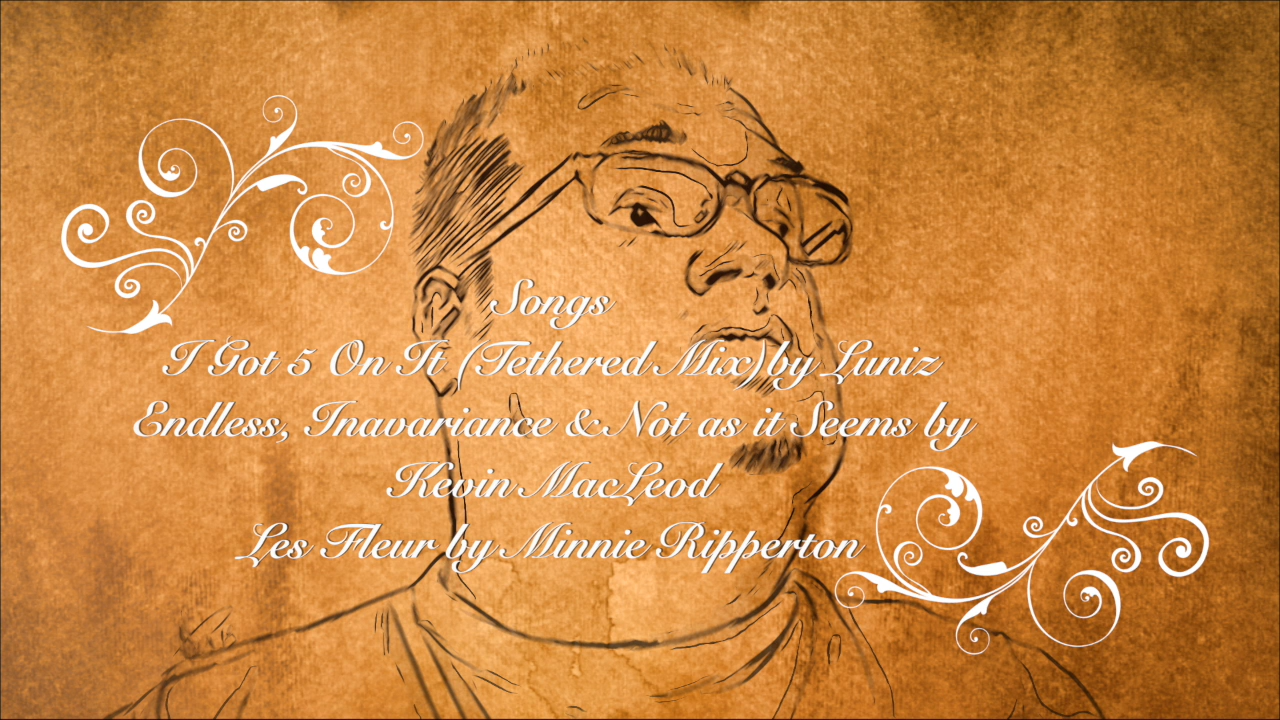 Songs
I Got 5 On It (Tethered Mix)by Luniz
Endless, Inavariance & Not as it Seems by
Kevin MacLeod
Les Fleur by Minnie Ripperton